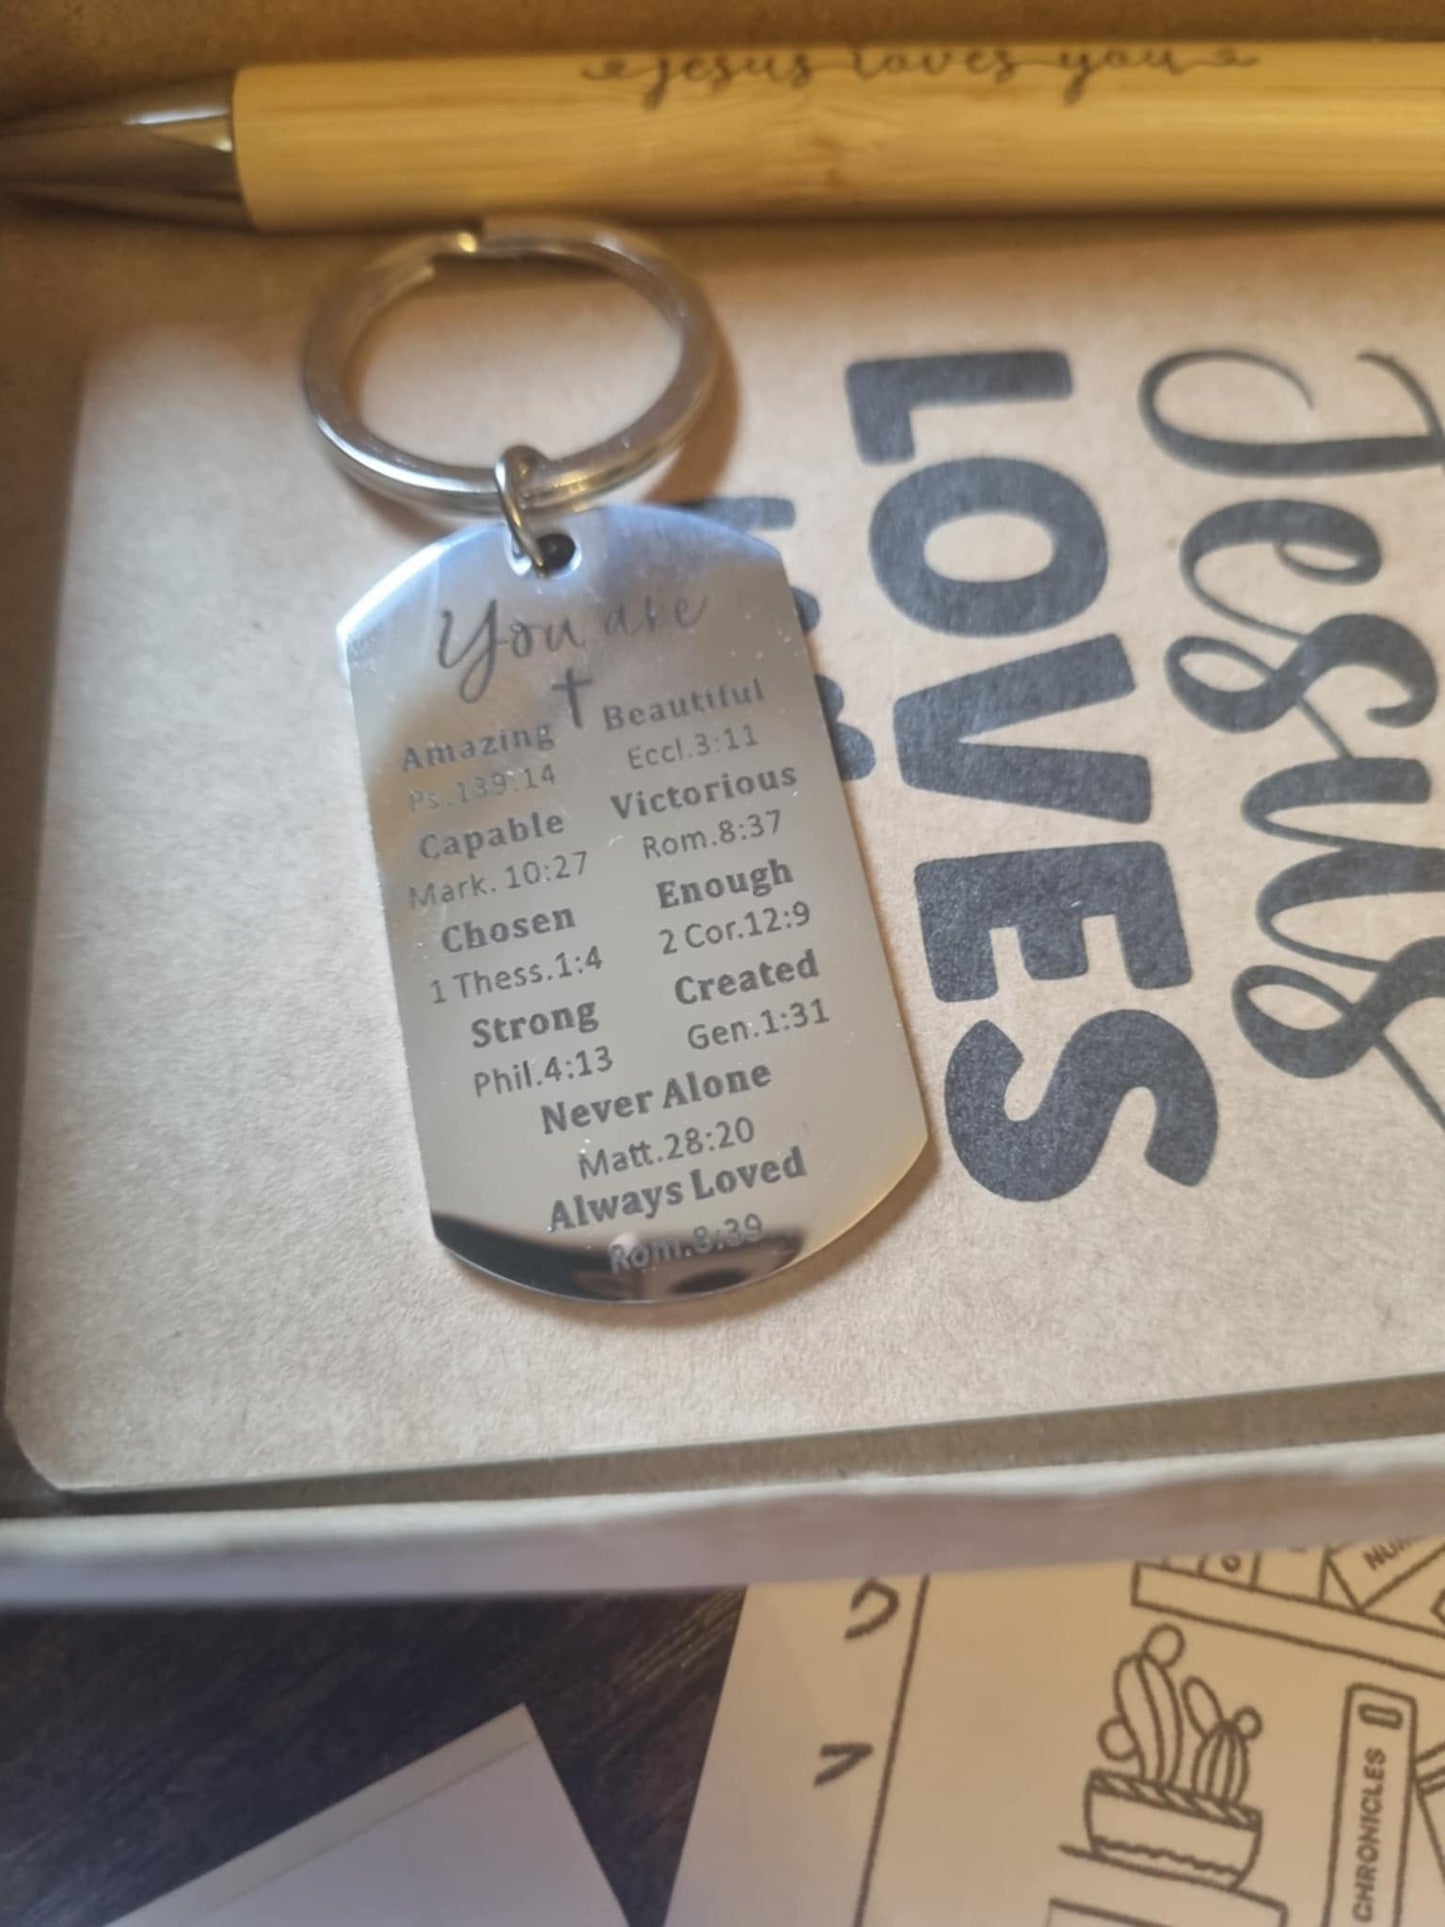 Jesus loves you
You are
Amazing Beautiful
Ps.139:14 Eccl.3:11
Capable Victorious
Mark. 10:27 Rom.8:37
Chosen Enough
1 Thess.1:4 2 Cor.12:9
Strong Created
Phil.4:13 Gen.1:31
Never Alone
Matt.28:20
Always Loved
Rom.8:39
Jesus
LOVES
CHRONICLES